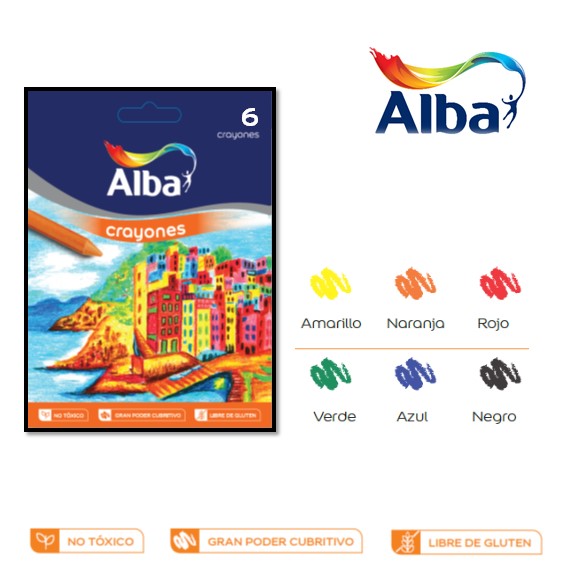 Alba
6
crayones
Alba
crayones
NO TÓXICO
GRAN PODER CUBRITIVO
LIBRE DE GLUTEN
Amarillo
Naranja
Rojo
Verde
Azul
Negro
NO TÓXICO
GRAN PODER CUBRITIVO
LIBRE DE GLUTEN